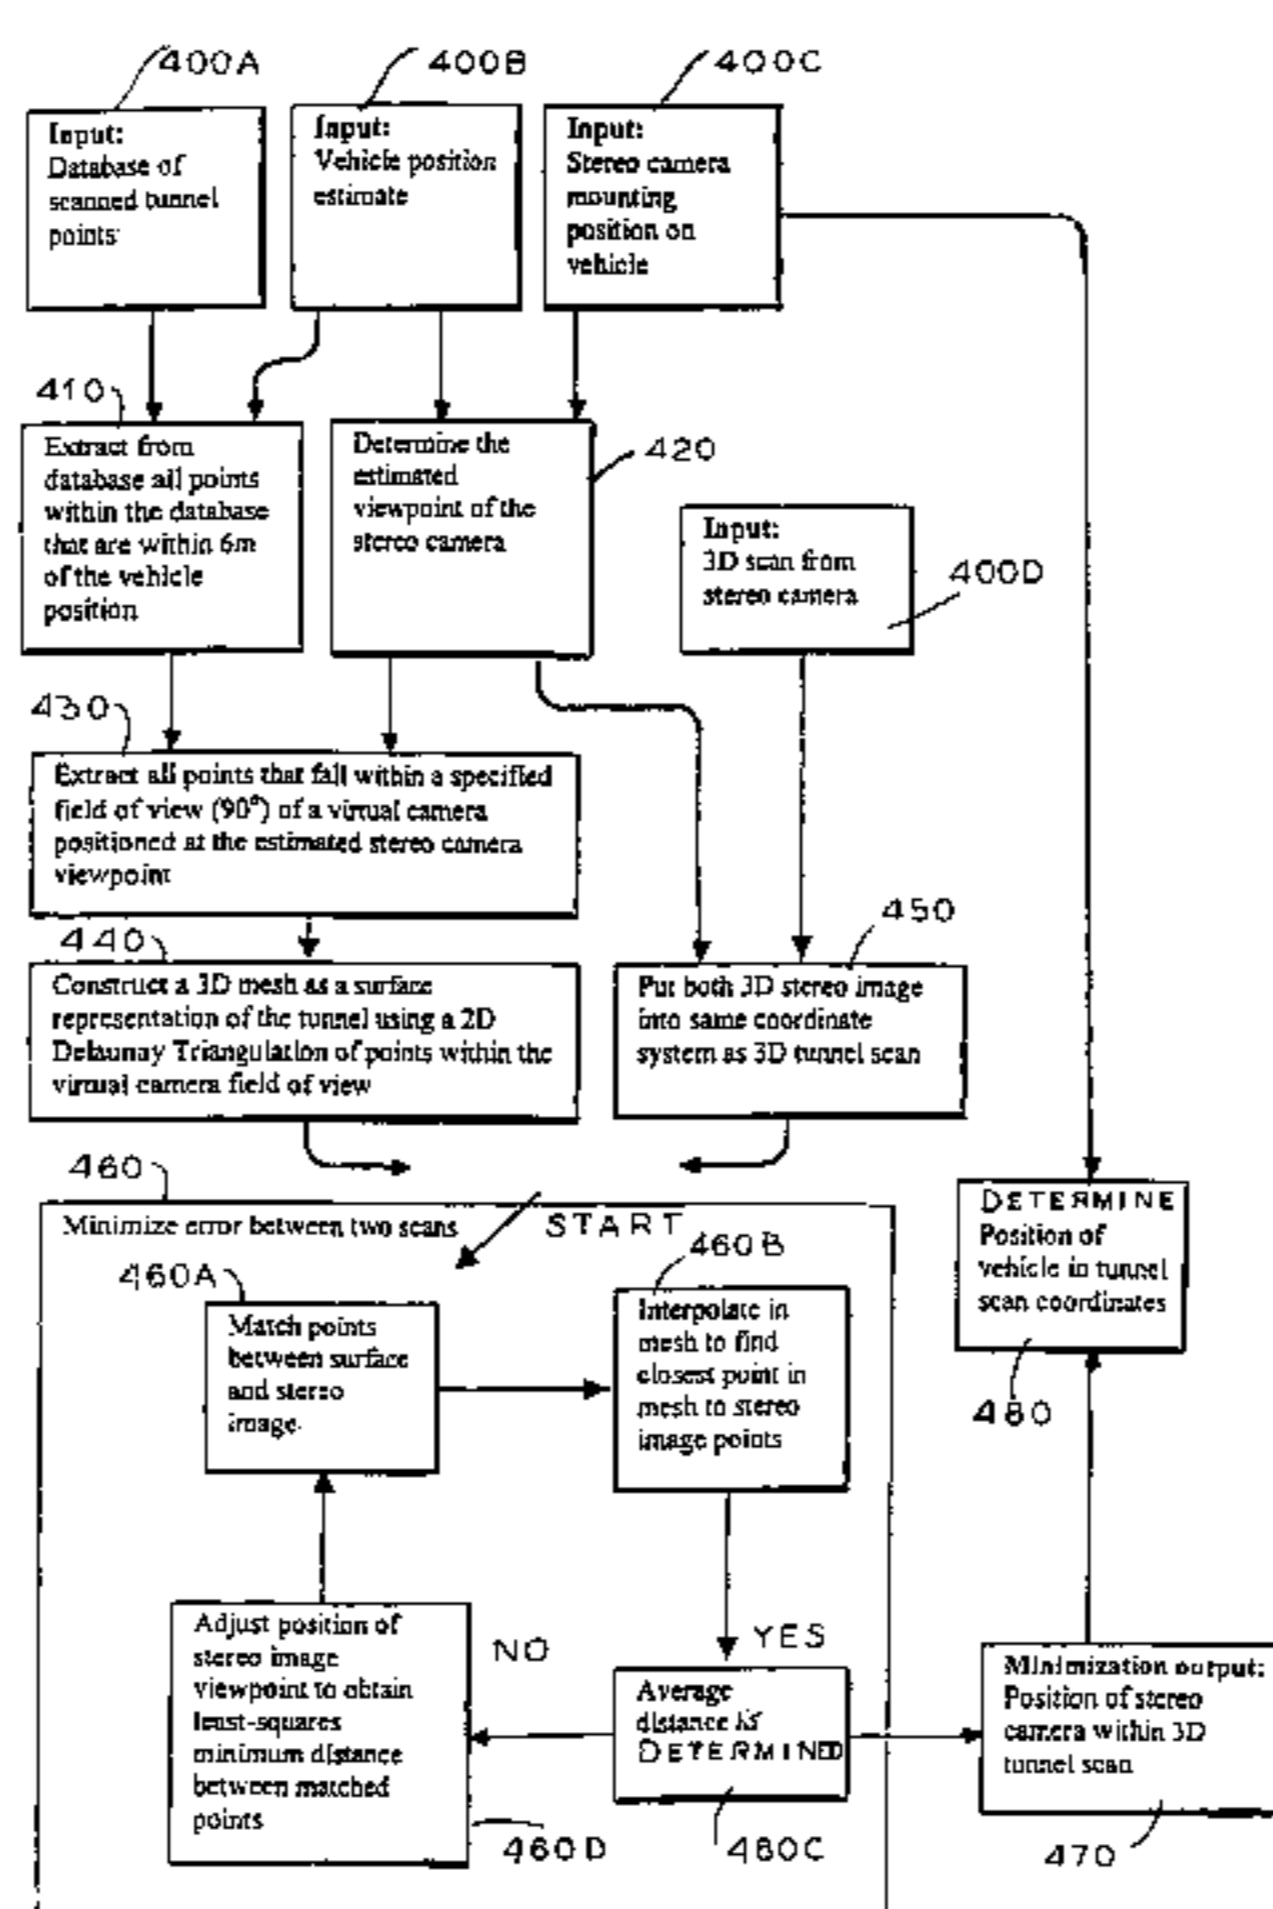 400A
400B
400C
Input:
Database of
scanned tunnel
points
Input:
Vehicle position
estimate
Input:
Stereo camera
mounting
position on
vehicle
410
Extract from
database all points
within the database
that are within 6m
of the vehicle
position
Determine the
estimated
viewpoint of the
stereo camera
420
Input:
3D scan from
stereo camera
400D
430
Extract all points that fall within a specified
field of view (90°) of a virtual camera
positioned at the estimated stereo camera
viewpoint
440
Construct a 3D mesh as a surface
representation of the tunnel using a 2D
Delaunay Triangulation of points within the
virtual camera field of view
450
Put both 3D stereo image
into same coordinate
system as 3D tunnel scan
460
Minimize error between two scans
START
460A
Match points
between surface
and stereo
image
460B
Interpolate in
mesh to find
closest point in
mesh to stereo
image points
DETERMINE
Position of
vehicle in tunnel
scan coordinates
480
Adjust position of
stereo image
viewpoint to obtain
least-squares
minimum distance
between matched
points
460D
NO
YES
Average
distance is
DETERMINED
460C
Minimization output:
Position of stereo
camera within 3D
tunnel scan
470